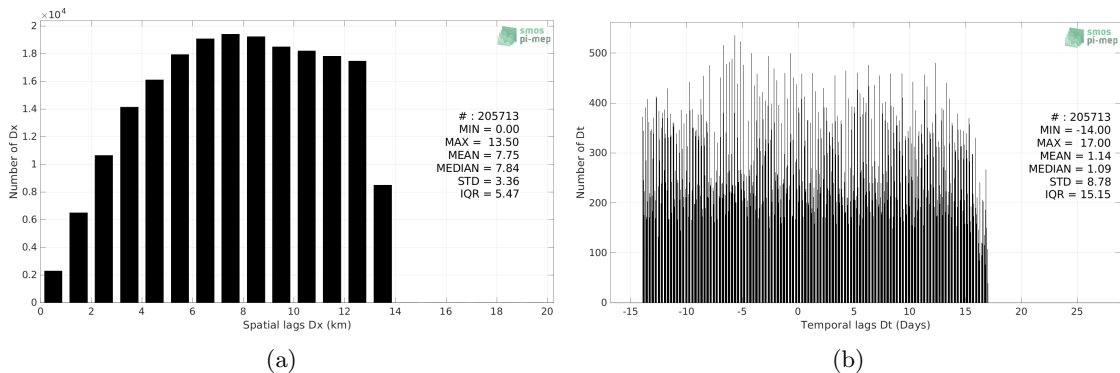 ×10⁴
2
1.8
1.6
1.4
1.2
1
0.8
0.6
0.4
0.2
0
Number of Dx
0 2 4 6 8 10 12 14 16 18 20
Spatial lags Dx (km)
smos
pi-mep
# : 205713
MIN = 0.00
MAX = 13.50
MEAN = 7.75
MEDIAN = 7.84
STD = 3.36
IQR = 5.47
(a)
500
400
300
200
100
0
Number of Dt
-15 -10 -5 0 5 10 15 20 25
Temporal lags Dt (Days)
smos
pi-mep
# : 205713
MIN = -14.00
MAX = 17.00
MEAN = 1.14
MEDIAN = 1.09
STD = 8.78
IQR = 15.15
(b)